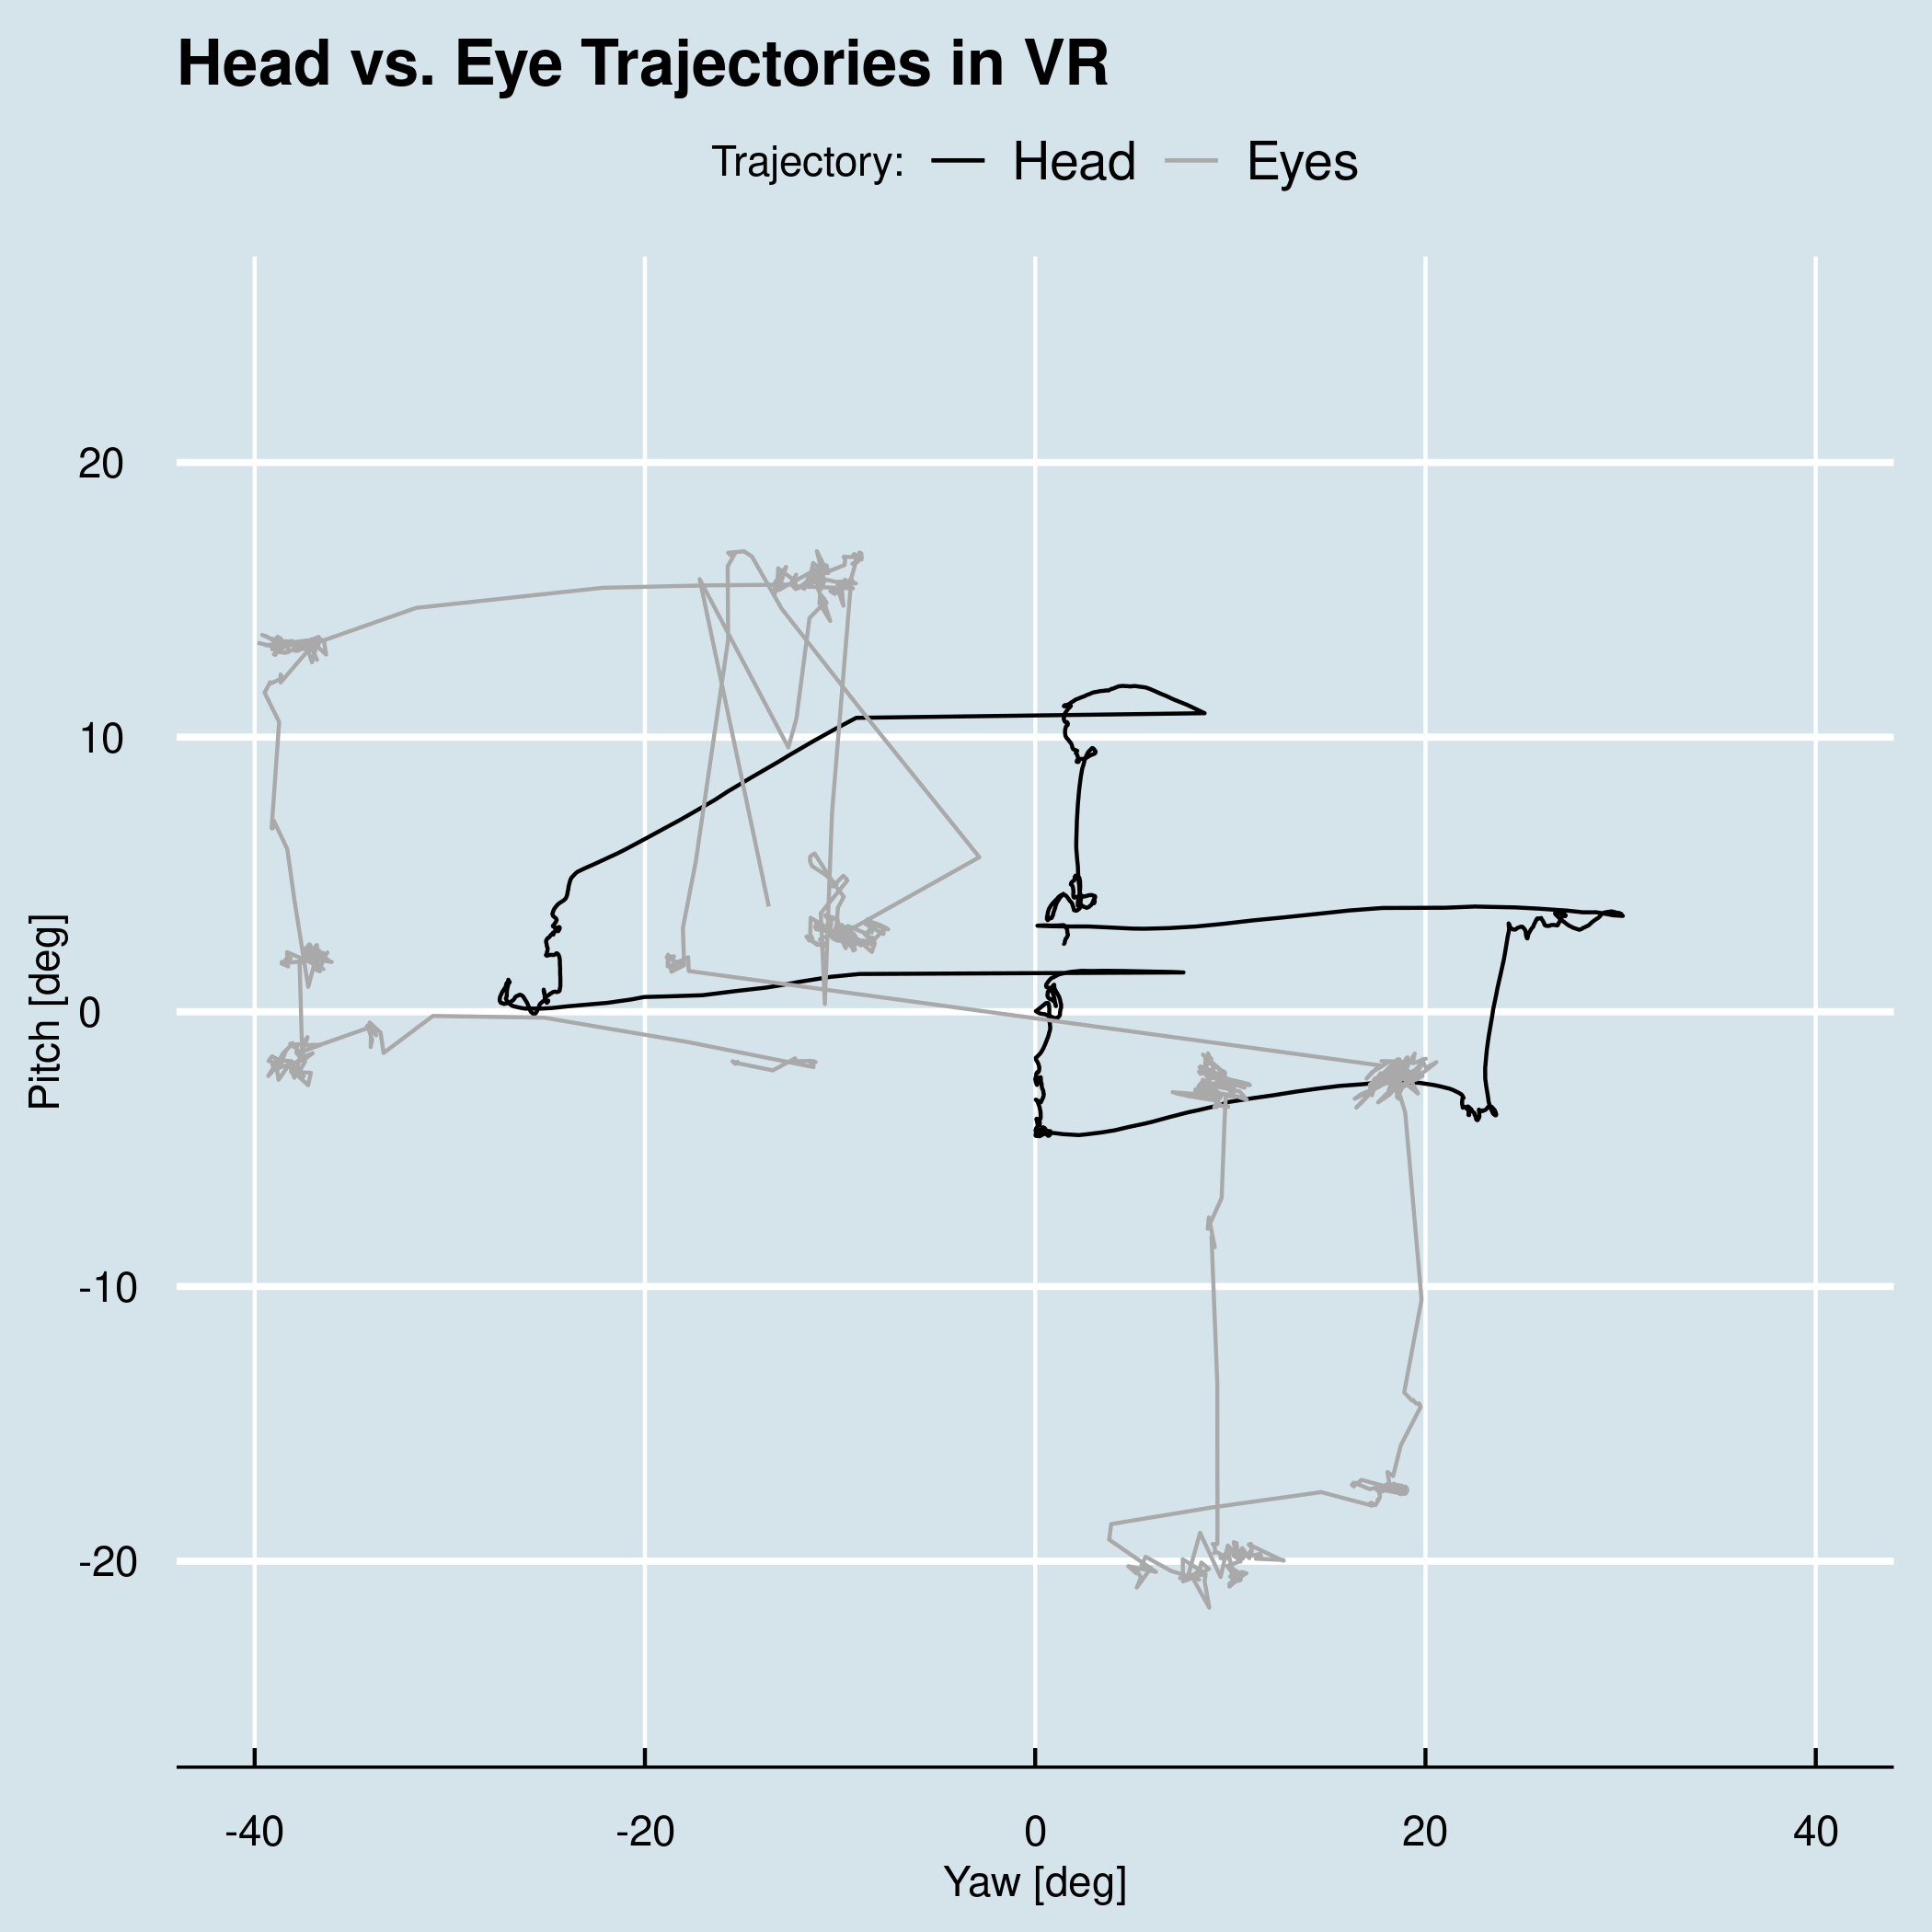 Head vs. Eye Trajectories in VR
Trajectory: Head Eyes
20
10
0
-10
-20
Pitch [deg]
-40 -20 0 20 40
Yaw [deg]